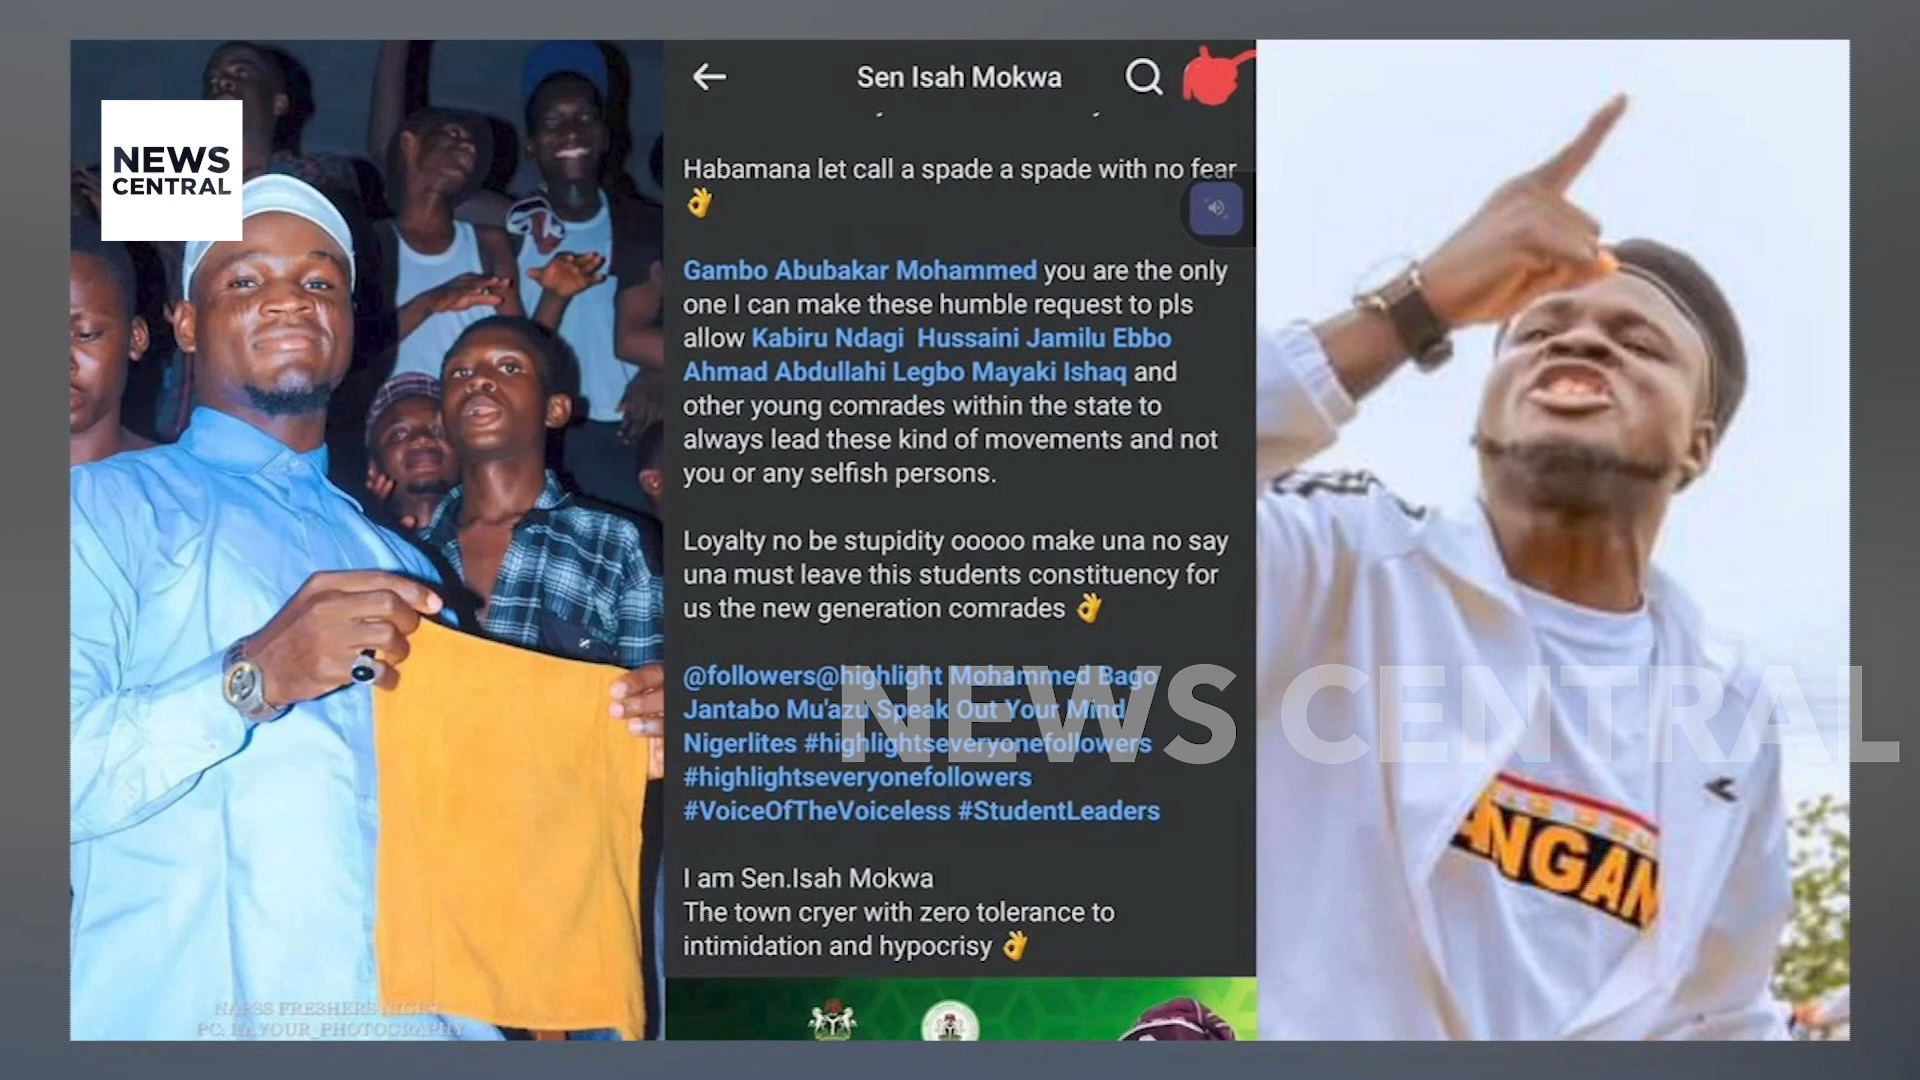 NEWS
CENTRAL
Sen Isah Mokwa
Habamana let call a spade a spade with no fear
👌
Gambo Abubakar Mohammed you are the only
one I can make these humble request to pls
allow Kabiru Ndagi Hussaini Jamilu Ebbo
Ahmad Abdullahi Legbo Mayaki Ishaq and
other young comrades within the state to
always lead these kind of movements and not
you or any selfish persons.
Loyalty no be stupidity ooooo make una no say
una must leave this students constituency for
us the new generation comrades 👌
@followers@highlight Mohammed Bago
Jantabo Mu'azu Speak Out Your Mind
Nigerlites #highlightseveryonefollowers
#highlightseveryonefollowers
#VoiceOfTheVoiceless #StudentLeaders
I am Sen.Isah Mokwa
The town cryer with zero tolerance to
intimidation and hypocrisy 👌
NEWS CENTRAL
NGAN
NAPSS FRESHERS NIGHT
PC: HAYOUR_PHOTOGRAPHY